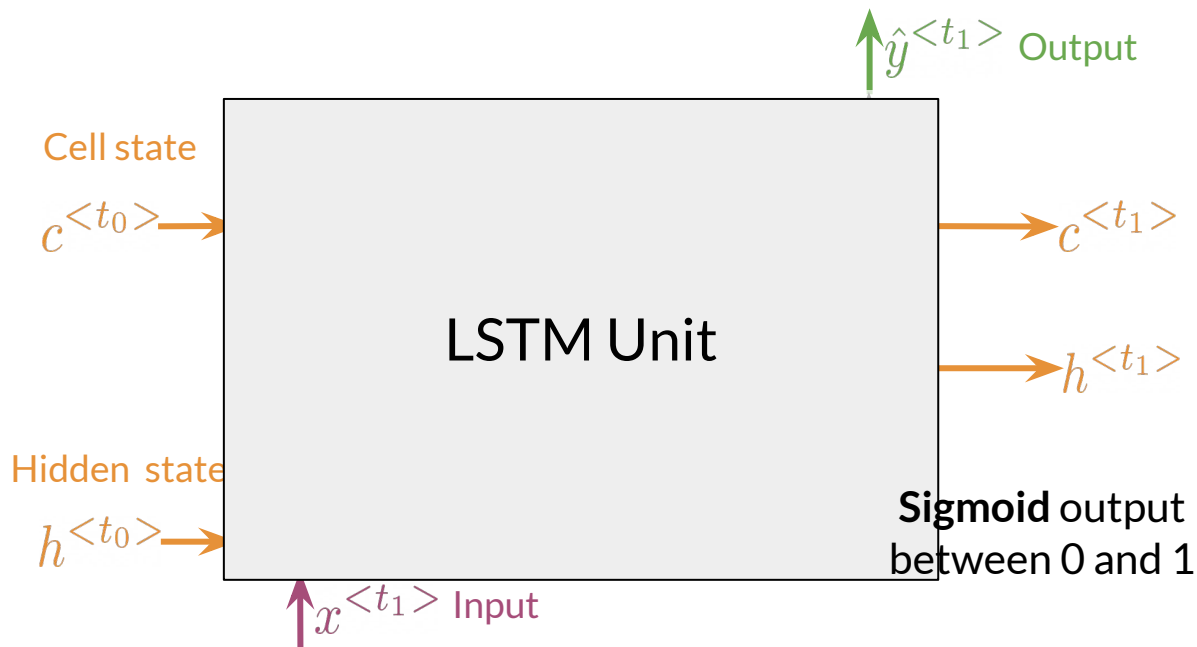 ŷ<t₁> Output
Cell state
c<t₀>
c<t₁>
LSTM Unit
h<t₁>
Hidden state
h<t₀>
Sigmoid output
between 0 and 1
x<t₁> Input